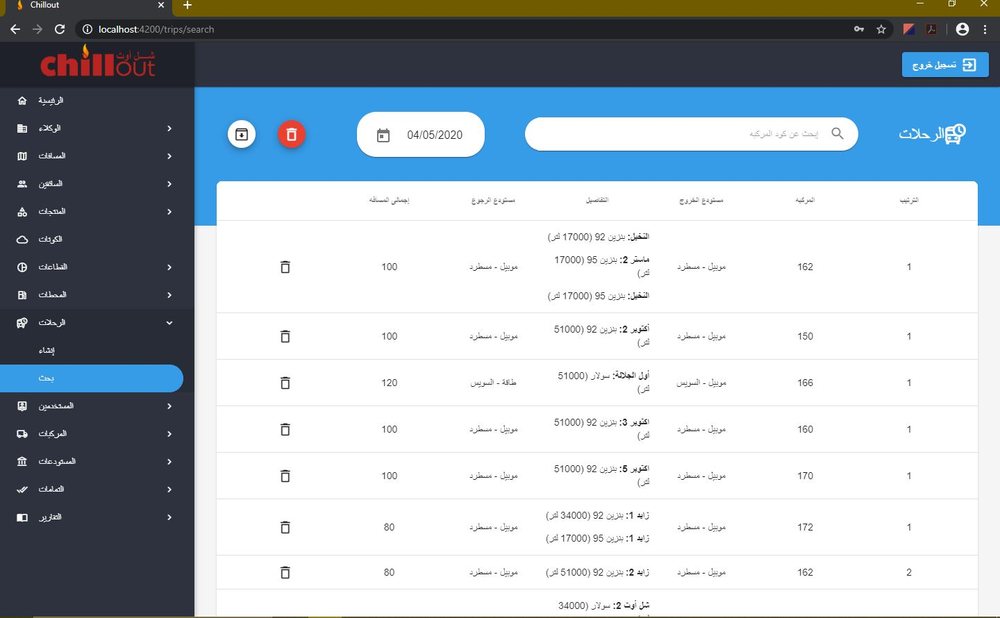 Chillout
localhost:4200/trips/search
شل أوت
chillout
تسجيل خروج
الرئيسية
الوكلاء
المسافات
السائقين
المنتجات
الكوتات
القطاعات
المحطات
الرحلات
إنشاء
بحث
المستخدمين
المركبات
المستودعات
التمامات
التقارير
الرحلات
إبحث عن كود المركبه
04/05/2020
الترتيب المركبه مستودع الخروج التفاصيل مستودع الرجوع إجمالى المسافه
النخيل: بنزين 92 (17000 لتر)
1 162 موبيل - مسطرد ماستر 2: بنزين 95 (17000 موبيل - مسطرد 100
لتر)
النخيل: بنزين 95 (17000 لتر)
1 150 موبيل - مسطرد أكتوبر 2: بنزين 92 (51000 موبيل - مسطرد 100
لتر)
1 166 موبيل - السويس أول الجلالة: سولار (51000 طاقة - السويس 120
لتر)
1 160 موبيل - مسطرد اكتوبر 3: بنزين 92 (51000 موبيل - مسطرد 100
لتر)
1 170 موبيل - مسطرد اكتوبر 5: بنزين 92 (51000 موبيل - مسطرد 100
لتر)
1 172 موبيل - مسطرد زايد 1: بنزين 92 (34000 لتر) موبيل - مسطرد 80
زايد 1: بنزين 95 (17000 لتر)
2 162 موبيل - مسطرد زايد 2: بنزين 92 (51000 لتر) موبيل - مسطرد 80
شل أوت 2: سولار (34000